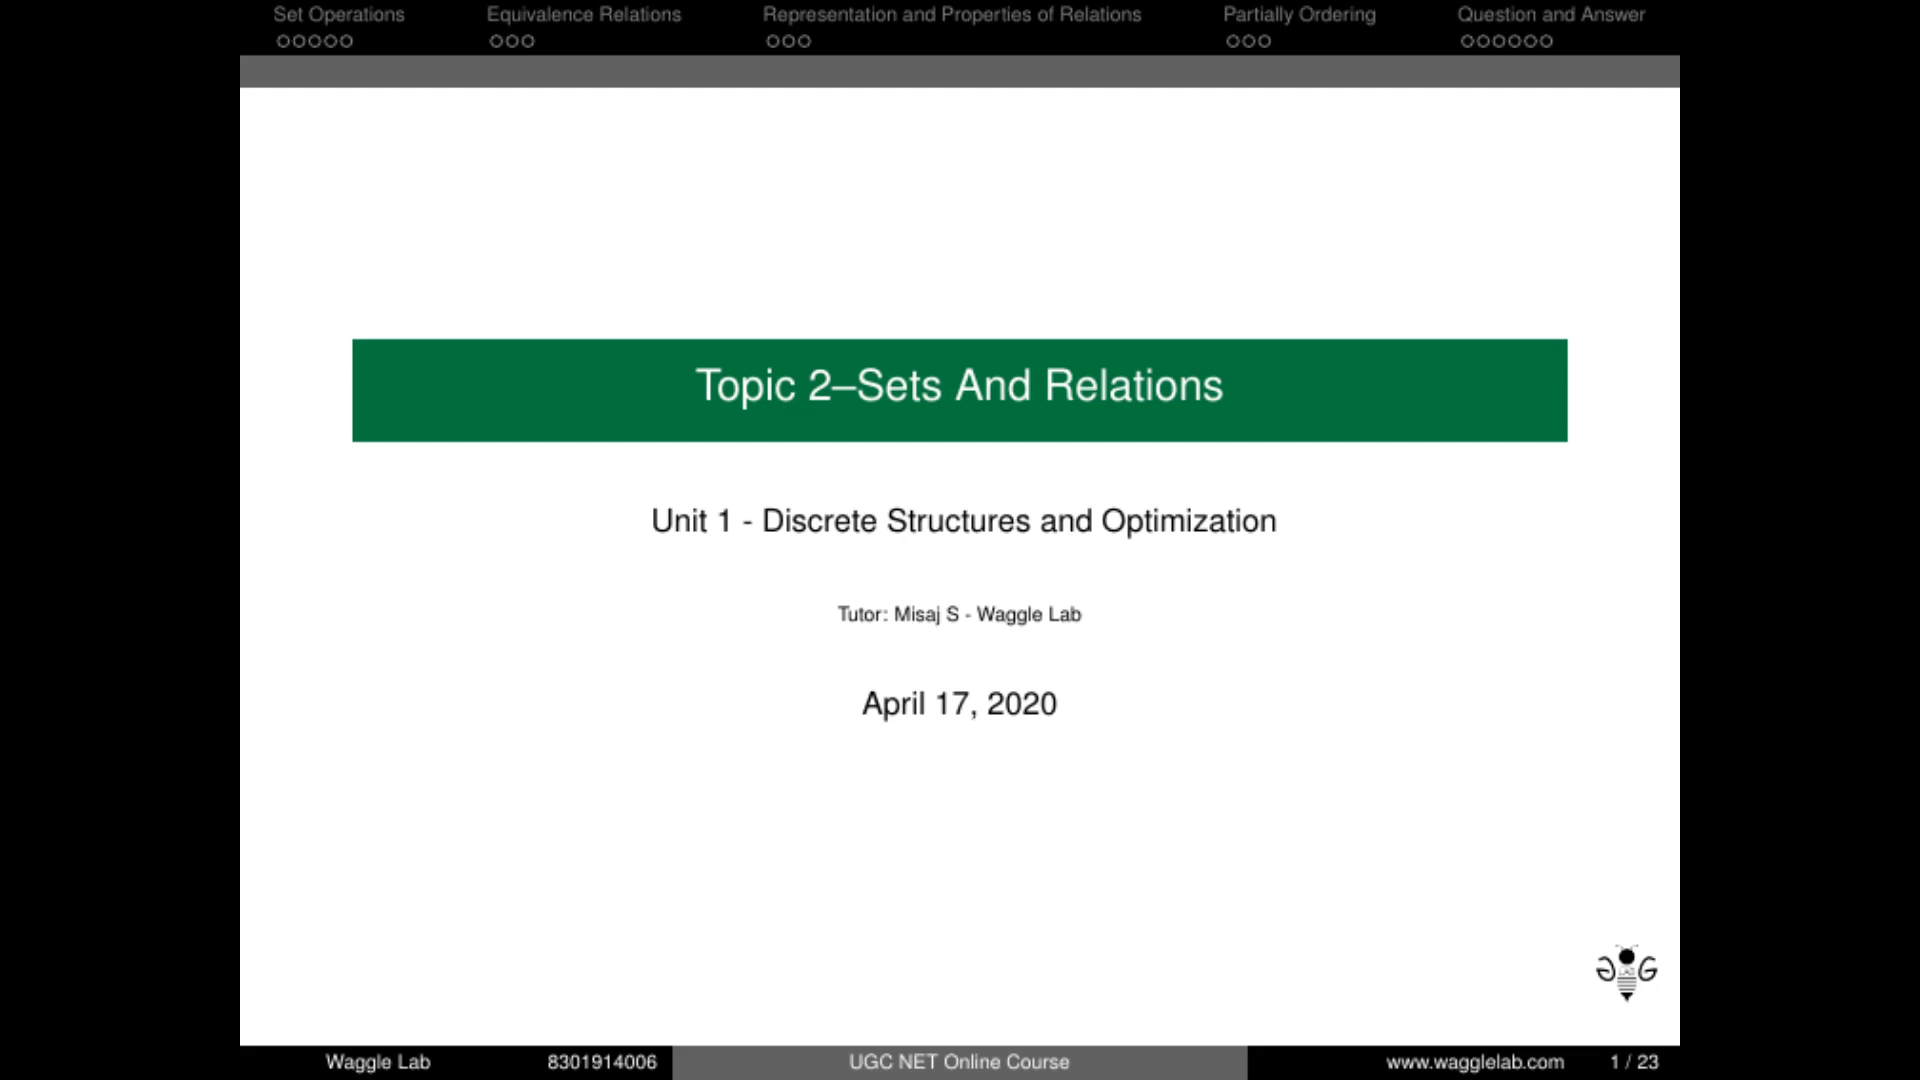 Set Operations Equivalence Relations Representation and Properties of Relations Partially Ordering Question and Answer
Topic 2–Sets And Relations
Unit 1 - Discrete Structures and Optimization
Tutor: Misaj S - Waggle Lab
April 17, 2020
Waggle Lab 8301914006 UGC NET Online Course www.wagglelab.com 1 / 23